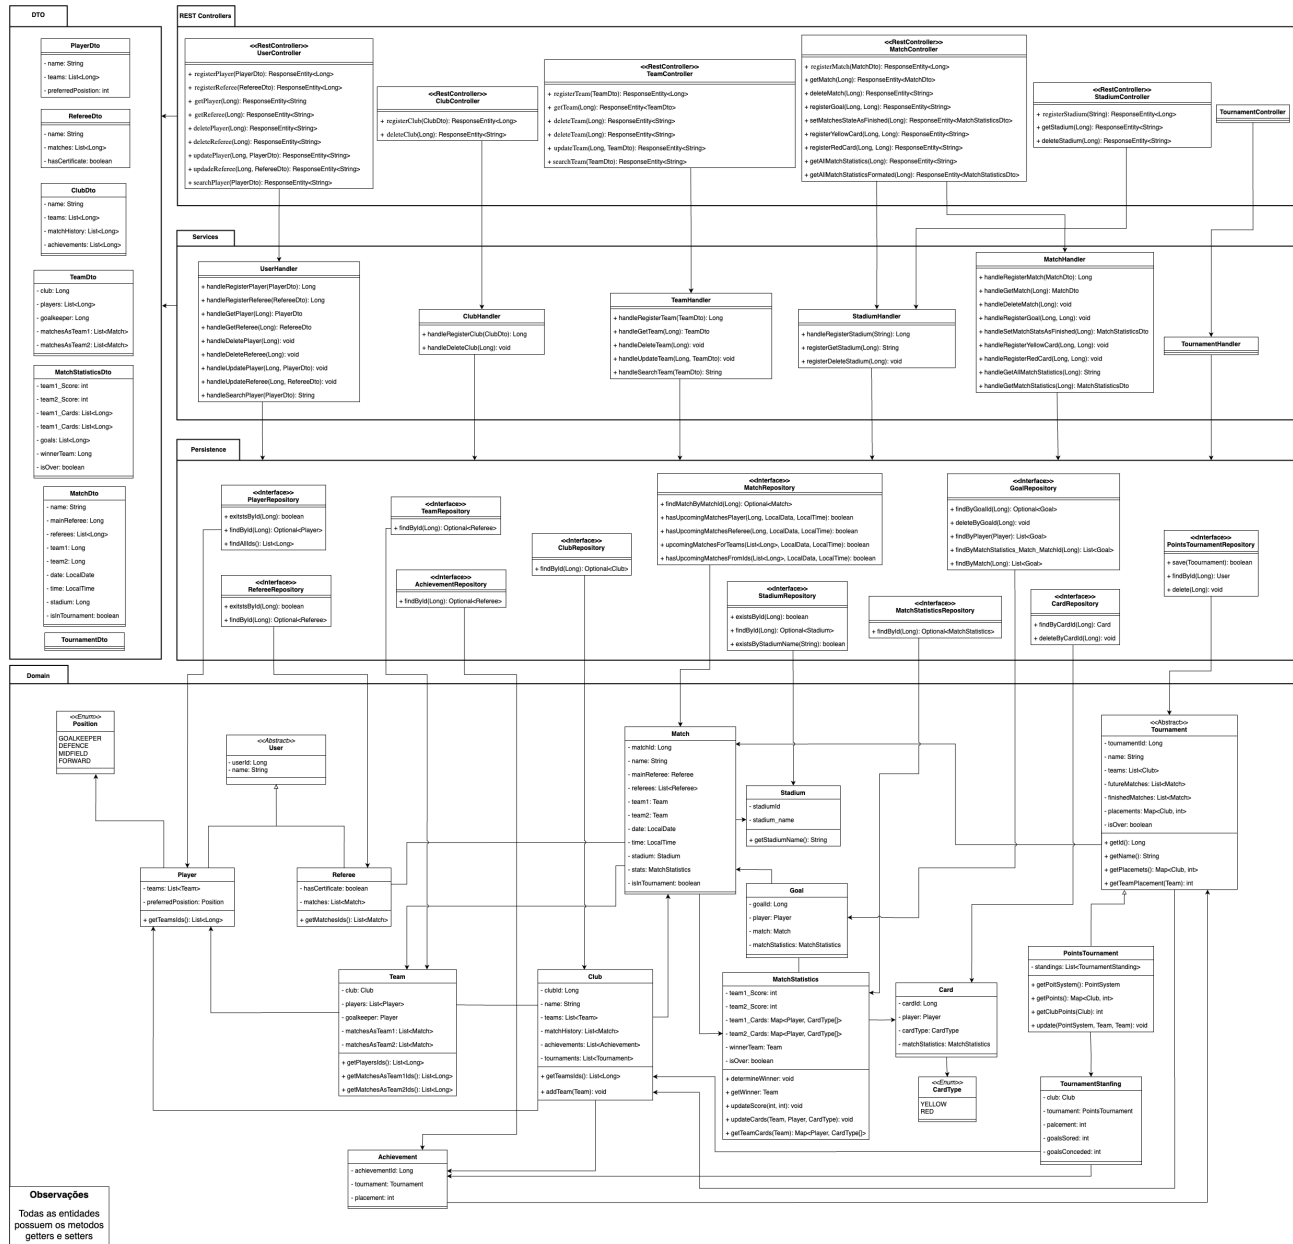 DTO
PlayerDto
- name: String
- teams: List<Long>
- preferredPosistion: int
RefereeDto
- name: String
- matches: List<Long>
- hasCertificate: boolean
ClubDto
- name: String
- teams: List<Long>
- matchHistory: List<Long>
- achievements: List<Long>
TeamDto
- club: Long
- players: List<Long>
- goalkeeper: Long
- matchesAsTeam1: List<Match>
- matchesAsTeam2: List<Match>
MatchStatisticsDto
- team1_Score: int
- team2_Score: int
- team1_Cards: List<Long>
- team1_Cards: List<Long>
- goals: List<Long>
- winnerTeam: Long
- isOver: boolean
MatchDto
- name: String
- mainReferee: Long
- referees: List<Long>
- team1: Long
- team2: Long
- date: LocalDate
- time: LocalTime
- stadium: Long
- isInTournament: boolean
TournamentDto
REST Controllers
<<RestController>>
UserController
+ registerPlayer(PlayerDto): ResponseEntity<Long>
+ registerReferee(RefereeDto): ResponseEntity<Long>
+ getPlayer(Long): ResponseEntity<String>
+ getReferee(Long): ResponseEntity<String>
+ deletePlayer(Long): ResponseEntity<String>
+ deleteReferee(Long): ResponseEntity<String>
+ updatePlayer(Long, PlayerDto): ResponseEntity<String>
+ updadeReferee(Long, RefereeDto): ResponseEntity<String>
+ searchPlayer(PlayerDto): ResponseEntity<String>
<<RestController>>
ClubController
+ registerClub(ClubDto): ResponseEntity<Long>
+ deleteClub(Long): ResponseEntity<String>
<<RestController>>
TeamController
+ registerTeam(TeamDto): ResponseEntity<Long>
+ getTeam(Long): ResponseEntity<TeamDto>
+ deleteTeam(Long): ResponseEntity<String>
+ deleteTeam(Long): ResponseEntity<String>
+ updateTeam(Long, TeamDto): ResponseEntity<String>
+ searchTeam(TeamDto): ResponseEntity<String>
<<RestController>>
MatchController
+ registerMatch(MatchDto): ResponseEntity<Long>
+ getMatch(Long): ResponseEntity<MatchDto>
+ deleteMatch(Long): ResponseEntity<String>
+ registerGoal(Long, Long): ResponseEntity<String>
+ setMatchesStateAsFinished(Long): ResponseEntity<MatchStatisticsDto>
+ registerYellowCard(Long, Long): ResponseEntity<String>
+ registerRedCard(Long, Long): ResponseEntity<String>
+ getAllMatchStatistics(Long): ResponseEntity<String>
+ getAllMatchStatisticsFormated(Long): ResponseEntity<MatchStatisticsDto>
<<RestController>>
StadiumController
+ registerStadium(String): ResponseEntity<Long>
+ getStadium(Long): ResponseEntity<String>
+ deleteStadium(Long): ResponseEntity<String>
TournamentController
Services
UserHandler
+ handleRegisterPlayer(PlayerDto): Long
+ handleRegisterReferee(RefereeDto): Long
+ handleGetPlayer(Long): PlayerDto
+ handleGetReferee(Long): RefereeDto
+ handleDeletePlayer(Long): void
+ handleDeleteReferee(Long): void
+ handleUpdatePlayer(Long, PlayerDto): void
+ handleUpdateReferee(Long, RefereeDto): void
+ handleSearchPlayer(PlayerDto): String
ClubHandler
+ handleRegisterClub(ClubDto): Long
+ handleDeleteClub(Long): void
TeamHandler
+ handleRegisterTeam(TeamDto): Long
+ handleGetTeam(Long): TeamDto
+ handleDeleteTeam(Long): void
+ handleUpdateTeam(Long, TeamDto): void
+ handleSearchTeam(TeamDto): String
StadiumHandler
+ handleRegisterStadium(String): Long
+ registerGetStadium(Long): String
+ registerDeleteStadium(Long): void
MatchHandler
+ handleRegisterMatch(MatchDto): Long
+ handleGetMatch(Long): MatchDto
+ handleDeleteMatch(Long): void
+ handleRegisterGoal(Long, Long): void
+ handleSetMatchStatsAsFinished(Long): MatchStatisticsDto
+ handleRegisterYellowCard(Long, Long): void
+ handleRegisterRedCard(Long, Long): void
+ handleGetAllMatchStatistics(Long): String
+ handleGetMatchStatistics(Long): MatchStatisticsDto
TournamentHandler
Persistence
<<Interface>>
PlayerRepository
+ exitstsById(Long): boolean
+ findById(Long): Optional<Player>
+ findAllIds(): List<Long>
<<Interface>>
RefereeRepository
+ exitstsById(Long): boolean
+ findById(Long): Optional<Referee>
<<Interface>>
TeamRepository
+ findById(Long): Optional<Referee>
<<Interface>>
AchievementRepository
+ findById(Long): Optional<Referee>
<<Interface>>
ClubRepository
+ findById(Long): Optional<Club>
<<Interface>>
MatchRepository
+ findMatchByMatchId(Long): Optional<Match>
+ hasUpcomingMatchesPlayer(Long, LocalData, LocalTime): boolean
+ hasUpcomingMatchesReferee(Long, LocalData, LocalTime): boolean
+ upcomingMatchesForTeams(List<Long>, LocalData, LocalTime): boolean
+ hasUpcomingMatchesFromIds(List<Long>, LocalData, LocalTime): boolean
<<Interface>>
StadiumRepository
+ existsById(Long): boolean
+ findById(Long): Optional<Stadium>
+ existsByStadiumName(String): boolean
<<Interface>>
MatchStatisticsRepository
+ findById(Long): Optional<MatchStatistics>
<<Interface>>
GoalRepository
+ findByGoalId(Long): Optional<Goal>
+ deleteByGoald(Long): void
+ findByPlayer(Player): List<Goal>
+ findByMatchStatistics_Match_MatchId(Long): List<Goal>
+ findByMatch(Long): List<Goal>
<<Interface>>
CardRepository
+ findByCardId(Long): Card
+ deleteByCardId(Long): void
<<Interface>>
PointsTournamentRepository
+ save(Toournament): boolean
+ findById(Long): User
+ delete(Long): void
Domain
<<Enum>>
Position
GOALKEEPER
DEFENCE
MIDFIELD
FORWARD
<<Abstract>>
User
- userId: Long
- name: String
Player
- teams: List<Team>
- preferredPosistion: Position
+ getTeamsIds(): List<Long>
Referee
- hasCertificate: boolean
- matches: List<Match>
+ getMatchesIds(): List<Match>
Match
- matchId: Long
- name: String
- mainReferee: Referee
- referees: List<Referee>
- team1: Team
- team2: Team
- date: LocalDate
- time: LocalTime
- stadium: Stadium
- stats: MatchStatistics
- isInTournament: boolean
Stadium
- stadiumId
- stadium_name
+ getStadiumName(): String
<<Abstract>>
Tournament
- tournamentId: Long
- name: String
- teams: List<Club>
- futureMatches: List<Match>
- finishedMatches: List<Match>
- placements: Map<Club, int>
- isOver: boolean
+ getId(): Long
+ getName(): String
+ getPlacemets(): Map<Club, int>
+ getTeamPlacement(Team): int
Goal
- goalId: Long
- player: Player
- match: Match
- matchStatistics: MatchStatistics
Team
- club: Club
- players: List<Player>
- goalkeeper: Player
- matchesAsTeam1: List<Match>
- matchesAsTeam2: List<Match>
+ getPlayersIds(): List<Long>
+ getMatchesAsTeam1Ids(): List<Long>
+ getMatchesAsTeam2Ids(): List<Long>
Club
- clubId: Long
- name: String
- teams: List<Team>
- matchHistory: List<Match>
- achievements: List<Achievement>
- tournaments: List<Tournament>
+ getTeamsIds(): List<Long>
+ addTeam(Team): void
MatchStatistics
- team1_Score: int
- team2_Score: int
- team1_Cards: Map<Player, CardType[]>
- team2_Cards: Map<Player, CardType[]>
- winnerTeam: Team
- isOver: boolean
+ determineWinner: void
+ getWinner: Team
+ updateScore(int, int): void
+ updateCards(Team, Player, CardType): void
+ getTeamCards(Team): Map<Player, CardType[]>
Card
- cardId: Long
- player: Player
- cardType: CardType
- matchStatistics: MatchStatistics
<<Enum>>
CardType
YELLOW
RED
PointsTournament
- standings: List<TournamentStanding>
+ getPoitSystem(): PointSystem
+ getPoints(): Map<Club, int>
+ getClubPoints(Club): int
+ update(PointSystem, Team, Team): void
TournamentStanfing
- club: Club
- tournament: PointsTournament
- palcement: int
- goalsSored: int
- goalsConceded: int
Achievement
- achievementId: Long
- tournament: Tournament
- placement: int
Observações
Todas as entidades
possuem os metodos
getters e setters